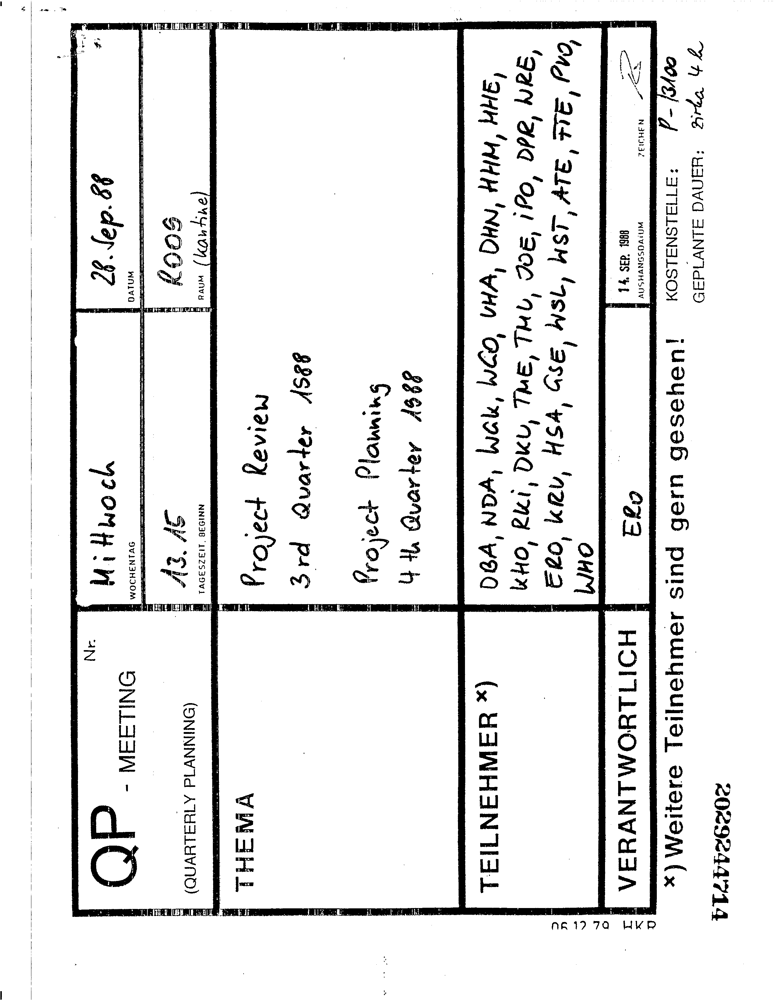 QP - MEETING
Nr.
(QUARTERLY PLANNING)
Mittwoch
WOCHENTAG
28. Sep. 88
DATUM
13.15
TAGESZEIT, BEGINN
R005
RAUM (Kantine)
THEMA
Project Review
3rd Quarter 1988
Project Planning
4th Quarter 1988
TEILNEHMER *)
DBA, NDA, WGK, WGO, UHA, DHN, HHM, HHE,
KHO, RKi, DKU, TME, THU, JOE, iPO, DPR, WRE,
ERO, KRU, HSA, GSE, WSL, WST, ATE, FTE, PVO,
WHO
VERANTWORTLICH
ERO
14. SEP. 1988
AUSHANGSDATUM
ZEICHEN
*) Weitere Teilnehmer sind gern gesehen!
KOSTENSTELLE: P-13100
GEPLANTE DAUER: zirka 4 h
06.12.79 HKR
2029244714